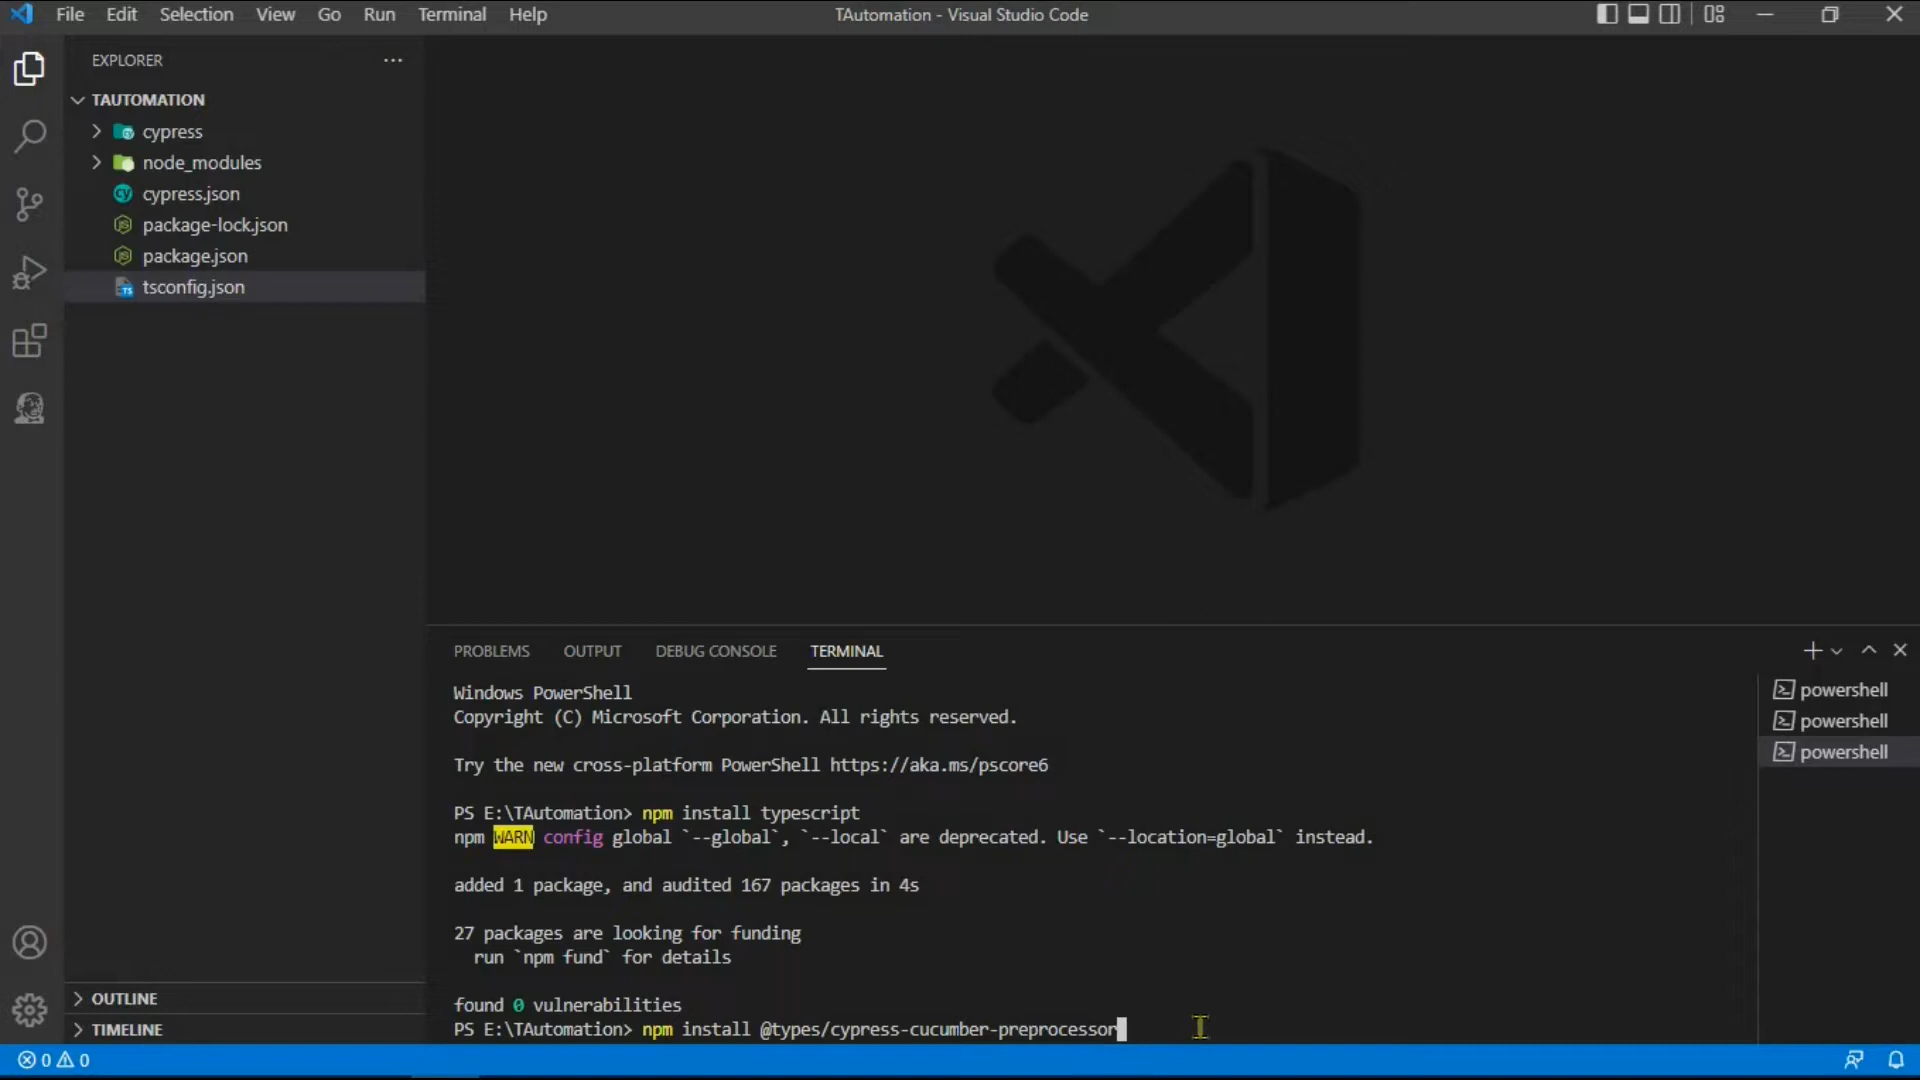 File Edit Selection View Go Run Terminal Help
TAutomation - Visual Studio Code
EXPLORER
TAUTOMATION
cypress
node_modules
cypress.json
package-lock.json
package.json
tsconfig.json
OUTLINE
TIMELINE
PROBLEMS OUTPUT DEBUG CONSOLE TERMINAL
Windows PowerShell
Copyright (C) Microsoft Corporation. All rights reserved.
Try the new cross-platform PowerShell https://aka.ms/pscore6
PS E:\TAutomation> npm install typescript
npm WARN config global `--global`, `--local` are deprecated. Use `--location=global` instead.
added 1 package, and audited 167 packages in 4s
27 packages are looking for funding
run `npm fund` for details
found 0 vulnerabilities
PS E:\TAutomation> npm install @types/cypress-cucumber-preprocessor
powershell
powershell
powershell
0 0